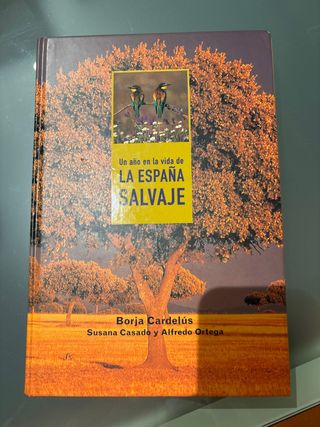 Un año en la vida de
LA ESPAÑA
SALVAJE
Borja Cardelús
Susana Casado y Alfredo Ortega